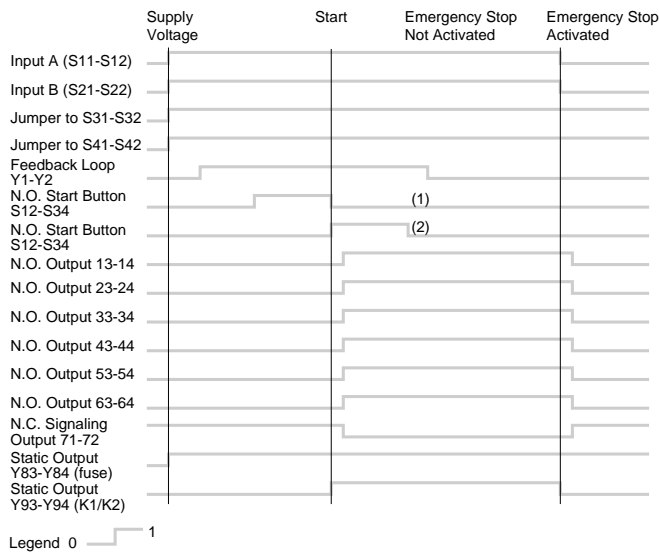 Supply Voltage
Start
Emergency Stop Not Activated
Emergency Stop Activated
Input A (S11-S12)
Input B (S21-S22)
Jumper to S31-S32
Jumper to S41-S42
Feedback Loop
Y1-Y2
N.O. Start Button
S12-S34
(1)
N.O. Start Button
S12-S34
(2)
N.O. Output 13-14
N.O. Output 23-24
N.O. Output 33-34
N.O. Output 43-44
N.O. Output 53-54
N.O. Output 63-64
N.C. Signaling
Output 71-72
Static Output
Y83-Y84 (fuse)
Static Output
Y93-Y94 (K1/K2)
Legend 0 1